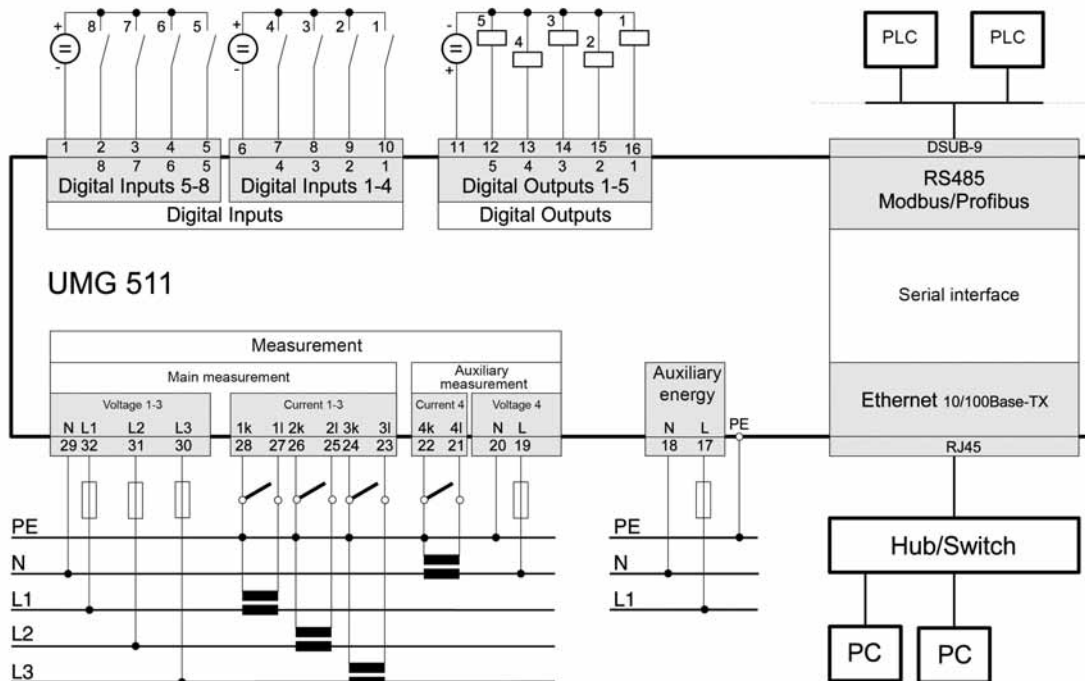 + 8 7 6 5 + 4 3 2 1 - 5 4 3 2 1
- - +
PLC PLC
1 2 3 4 5 6 7 8 9 10 11 12 13 14 15 16
8 7 6 5 4 3 2 1 5 4 3 2 1
Digital Inputs 5-8 Digital Inputs 1-4 Digital Outputs 1-5
Digital Inputs Digital Outputs
DSUB-9
RS485
Modbus/Profibus
UMG 511
Serial interface
Measurement
Main measurement
Auxiliary
measurement
Voltage 1-3 Current 1-3 Current 4 Voltage 4
N L1 L2 L3 1k 1l 2k 2l 3k 3l 4k 4l N L
29 32 31 30 28 27 26 25 24 23 22 21 20 19
Auxiliary
energy
N L PE
18 17
Ethernet 10/100Base-TX
RJ45
PE
N
L1
L2
L3
PE
N
L1
Hub/Switch
PC PC